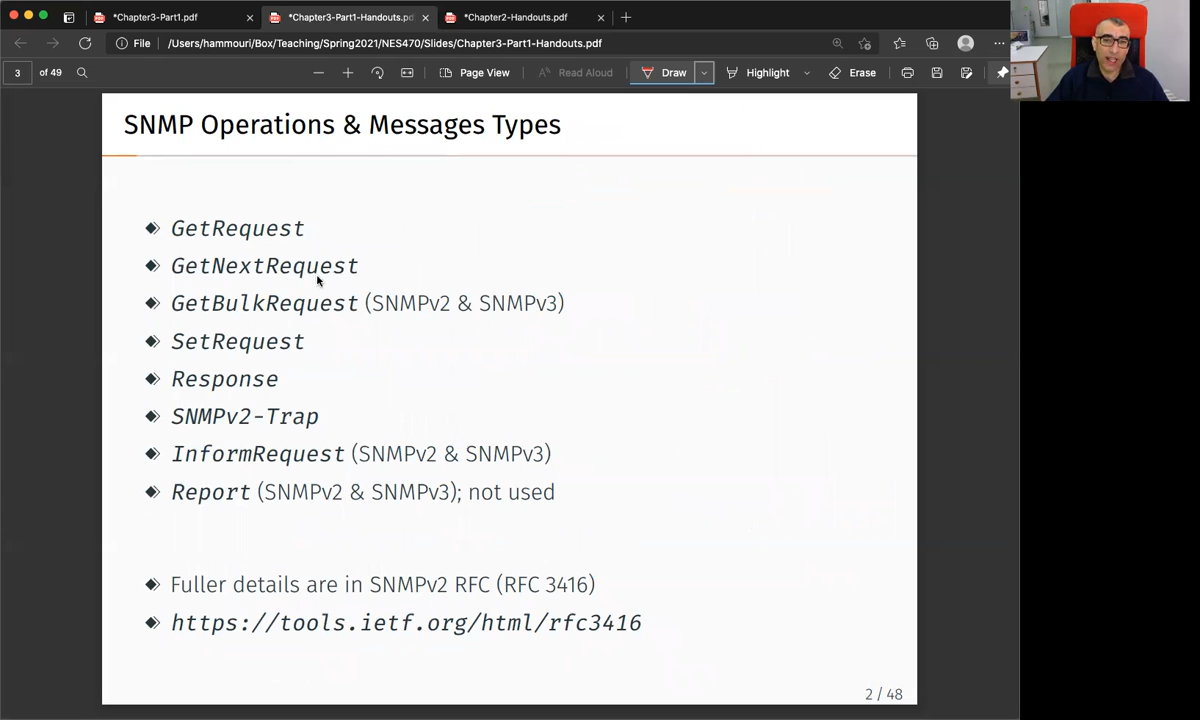 *Chapter3-Part1.pdf
*Chapter3-Part1-Handouts.pd
*Chapter2-Handouts.pdf
File /Users/hammouri/Box/Teaching/Spring2021/NES470/Slides/Chapter3-Part1-Handouts.pdf
3 of 49 Page View Read Aloud Draw Highlight Erase
SNMP Operations & Messages Types
GetRequest
GetNextRequest
GetBulkRequest (SNMPv2 & SNMPv3)
SetRequest
Response
SNMPv2-Trap
InformRequest (SNMPv2 & SNMPv3)
Report (SNMPv2 & SNMPv3); not used
Fuller details are in SNMPv2 RFC (RFC 3416)
https://tools.ietf.org/html/rfc3416
2 / 48